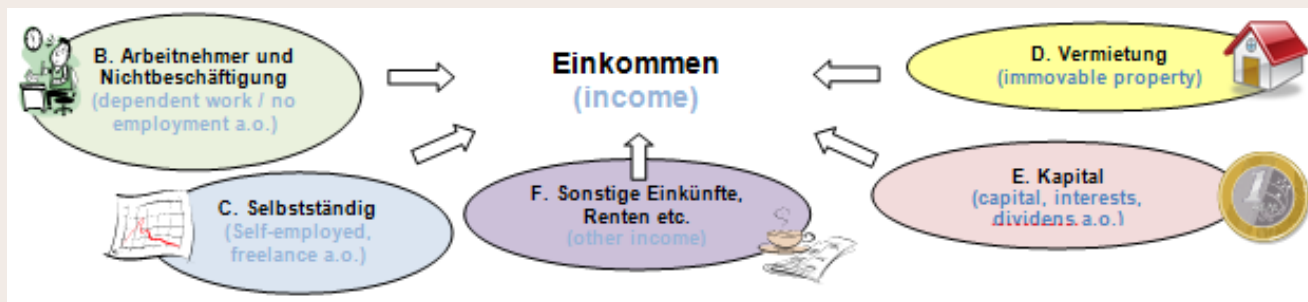 B. Arbeitnehmer und
Nichtbeschäftigung
(dependent work / no
employment a.o.)
Einkommen
(income)
D. Vermietung
(immovable property)
C. Selbstständig
(Self-employed,
freelance a.o.)
F. Sonstige Einkünfte,
Renten etc.
(other income)
E. Kapital
(capital, interests,
dividens a.o.)
1